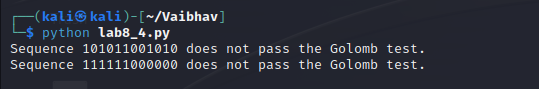 ┌──(kali㉿kali)-[~/Vaibhav]
└─$ python lab8_4.py
Sequence 101011001010 does not pass the Golomb test.
Sequence 111111000000 does not pass the Golomb test.